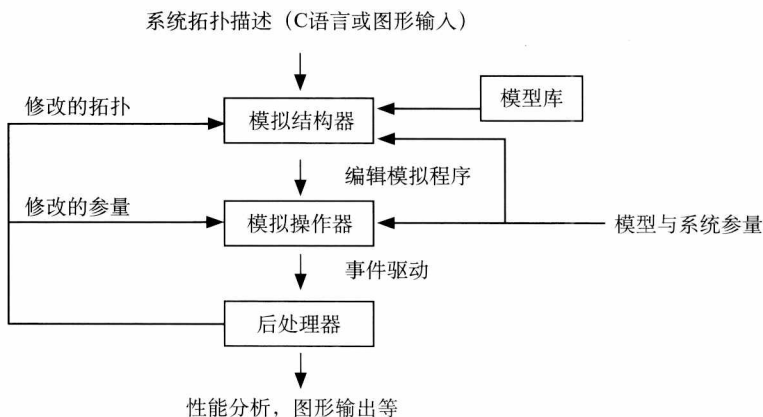 系统拓扑描述（C语言或图形输入）
模型库
修改的拓扑
模拟结构器
编辑模拟程序
修改的参量
模拟操作器
模型与系统参量
事件驱动
后处理器
性能分析，图形输出等